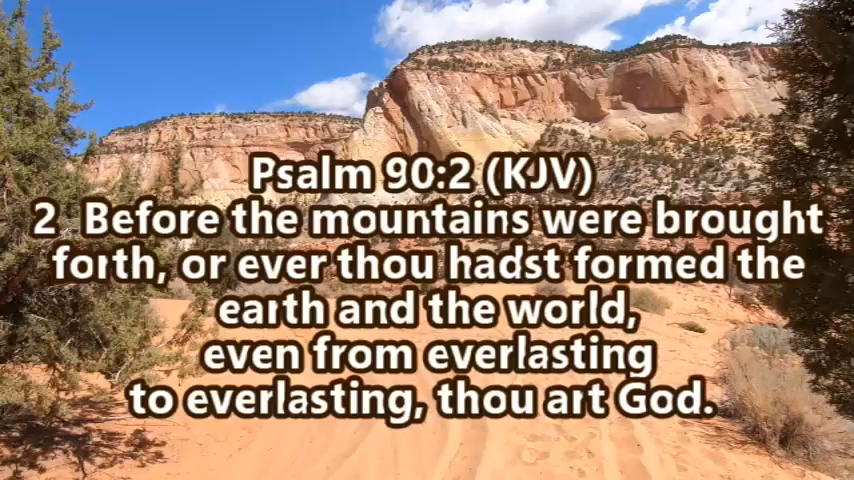 Psalm 90:2 (KJV)
2  Before the mountains were brought
forth, or ever thou hadst formed the
earth and the world,
even from everlasting
to everlasting, thou art God.